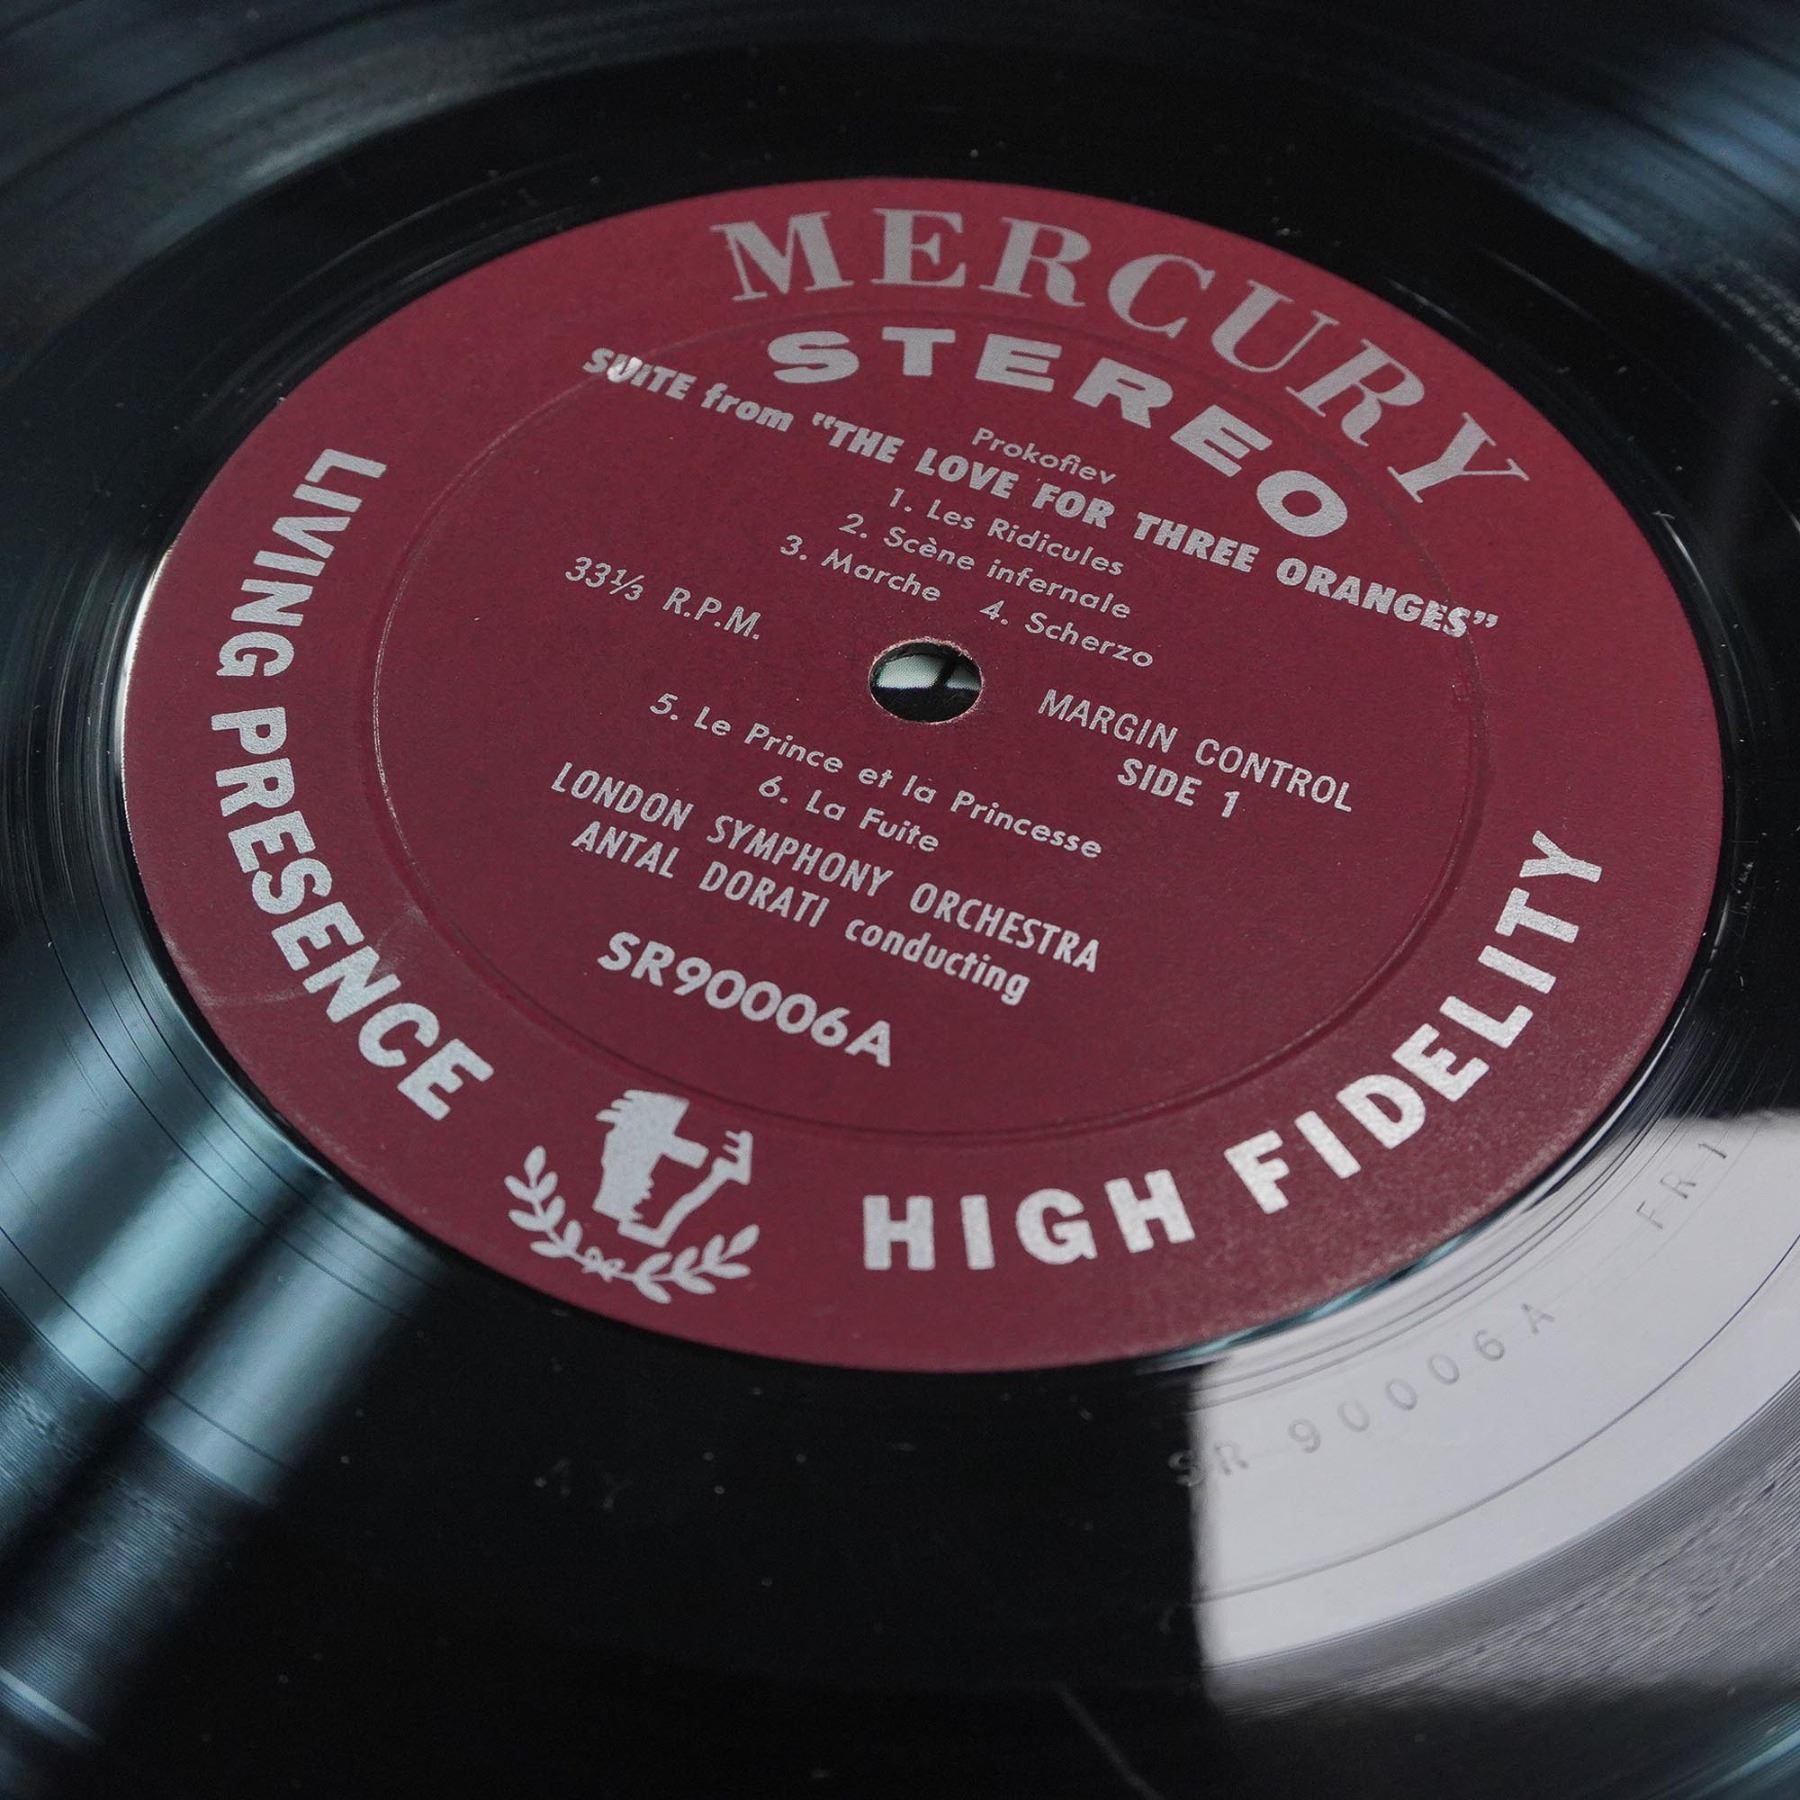 MERCURY
STEREO
Prokofiev
SUITE from "THE LOVE FOR THREE ORANGES"
1. Les Ridicules
2. Scène infernale
3. Marche 4. Scherzo
33⅓ R.P.M.
MARGIN CONTROL
SIDE 1
5. Le Prince et la Princesse
6. La Fuite
LONDON SYMPHONY ORCHESTRA
ANTAL DORATI conducting
SR90006A
LIVING PRESENCE
HIGH FIDELITY
SR 90006A FR1